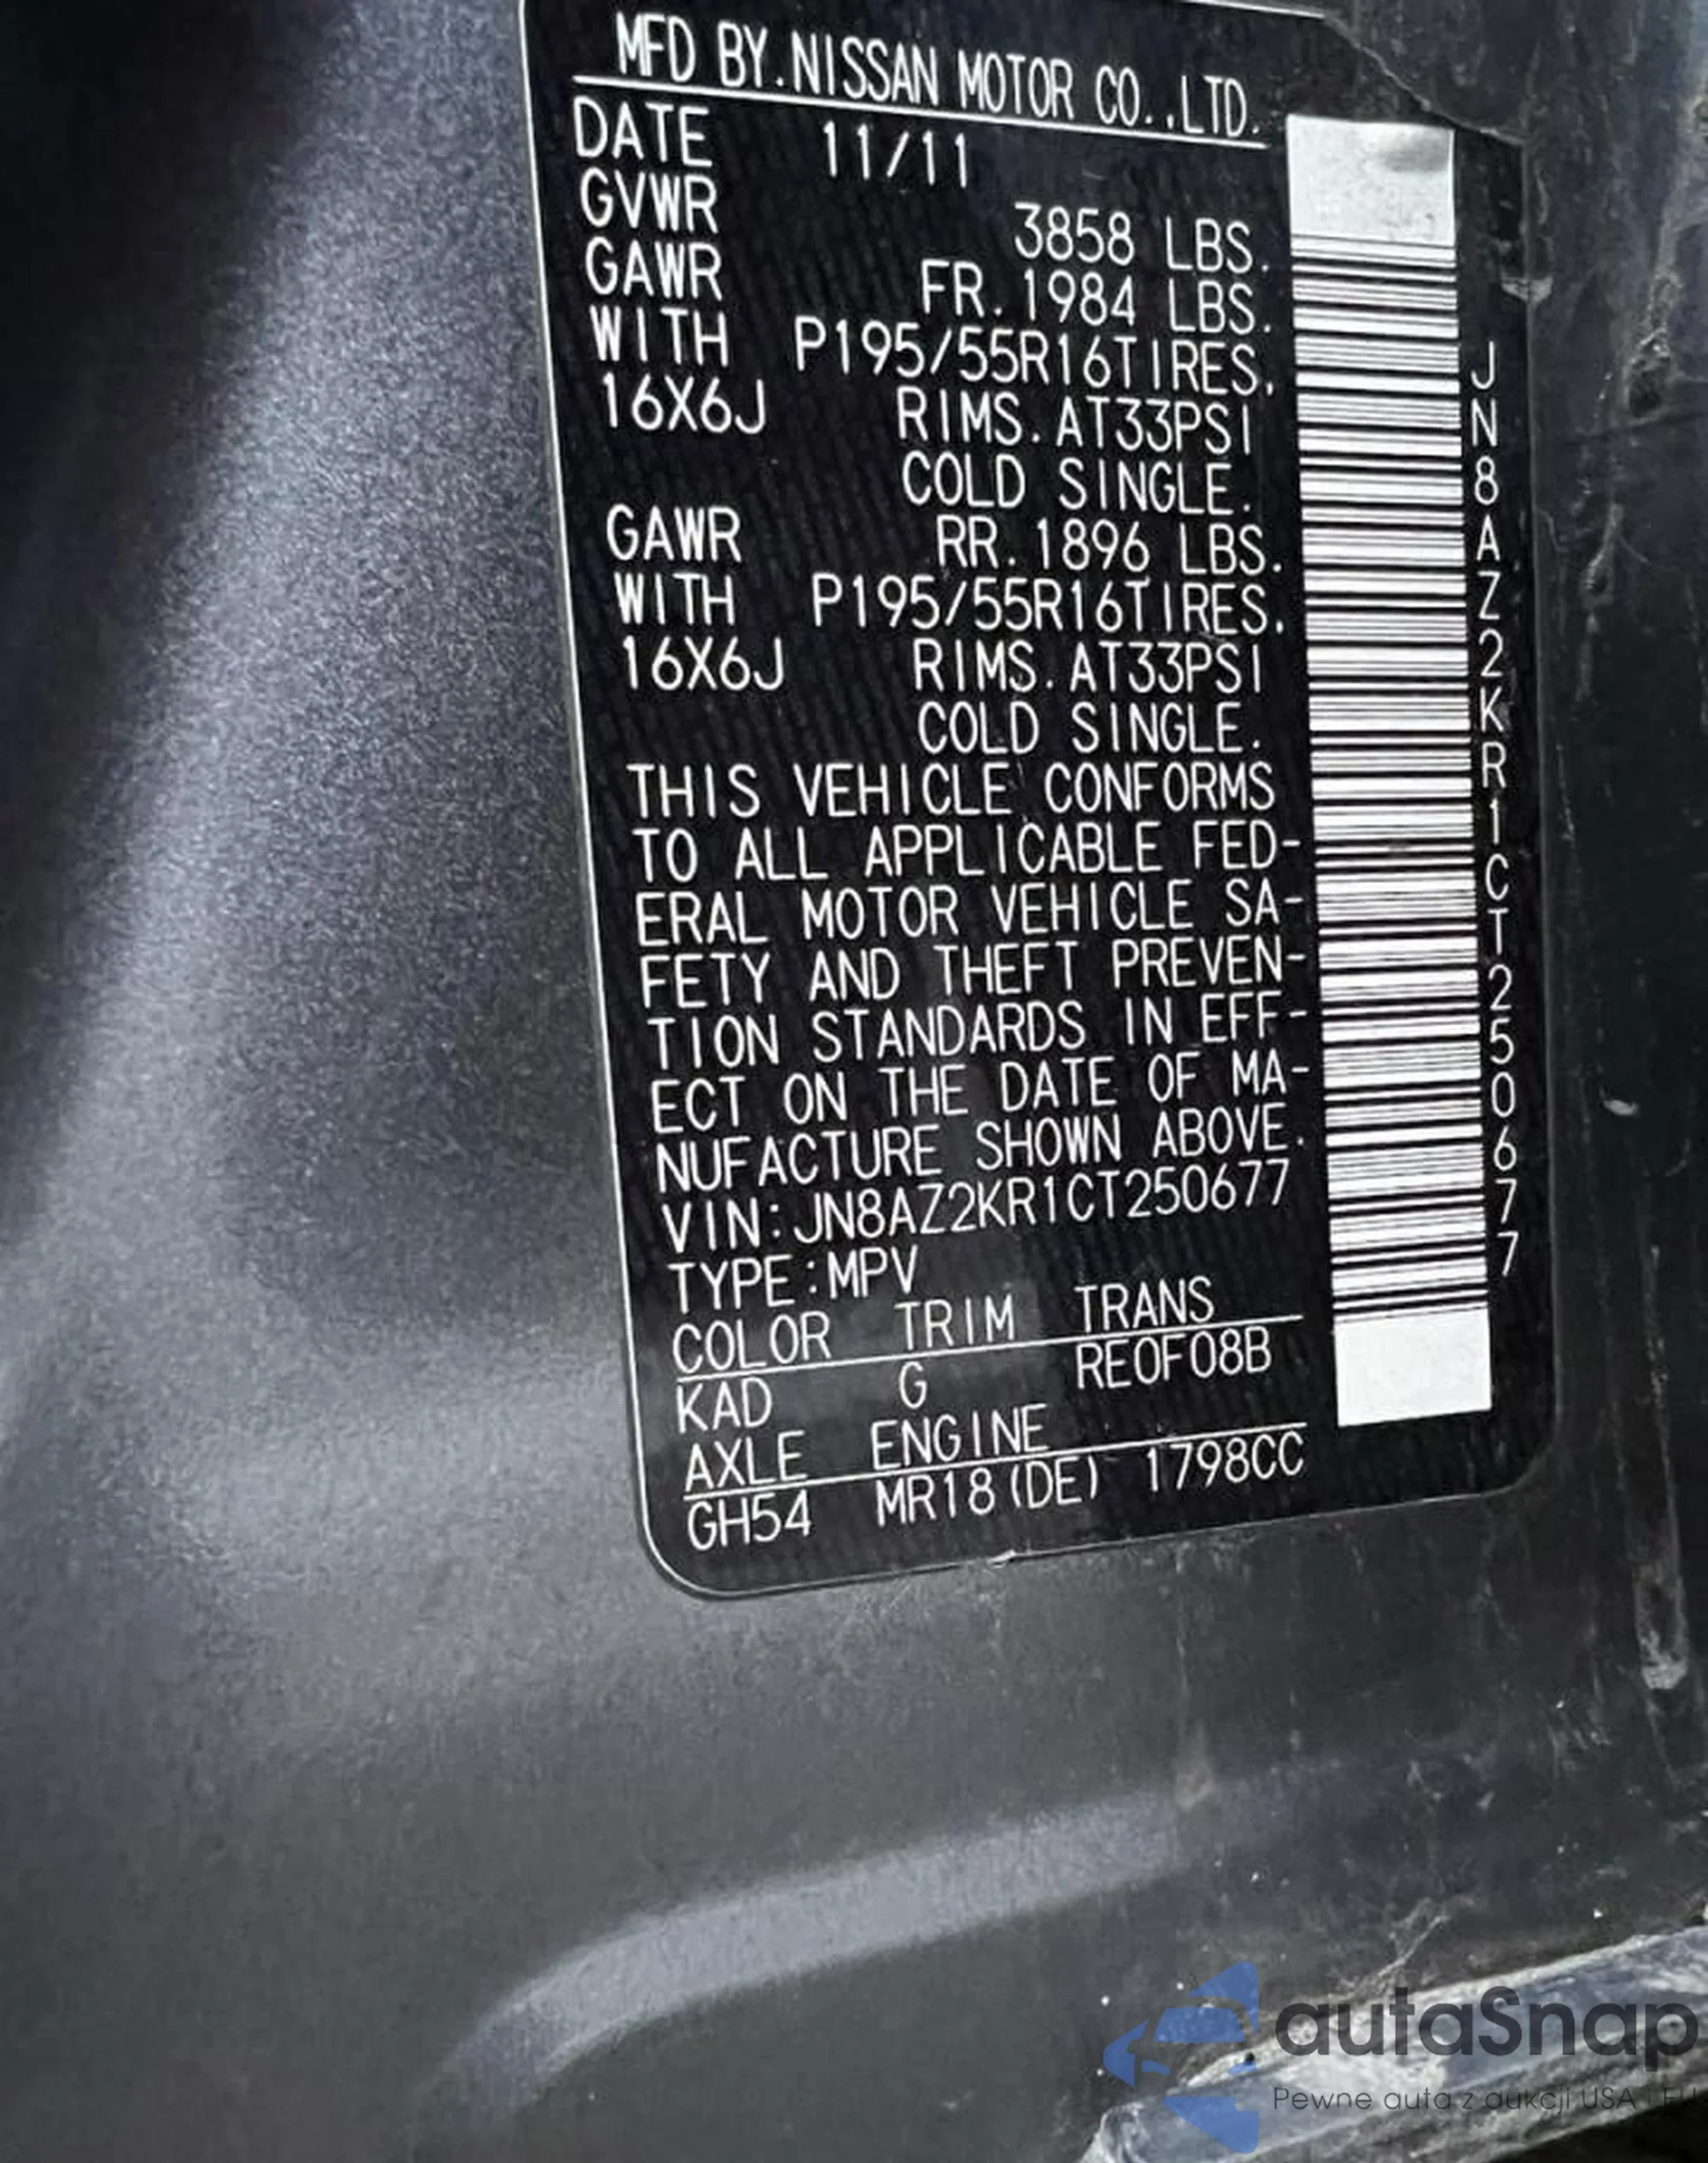 MFD BY.NISSAN MOTOR CO.,LTD.
DATE 11/11
GVWR 3858 LBS.
GAWR FR.1984 LBS.
WITH P195/55R16TIRES,
16X6J RIMS.AT33PSI
COLD SINGLE.
GAWR RR.1896 LBS.
WITH P195/55R16TIRES.
16X6J RIMS.AT33PSI
COLD SINGLE.
THIS VEHICLE CONFORMS
TO ALL APPLICABLE FED-
ERAL MOTOR VEHICLE SA-
FETY AND THEFT PREVEN-
TION STANDARDS IN EFF-
ECT ON THE DATE OF MA-
NUFACTURE SHOWN ABOVE.
VIN:JN8AZ2KR1CT250677
TYPE:MPV
COLOR TRIM TRANS
KAD G RE0F08B
AXLE ENGINE
GH54 MR18(DE) 1798CC
JN8AZ2KR1CT250677
autaSnap
Pewne auta z aukcji USA i EU